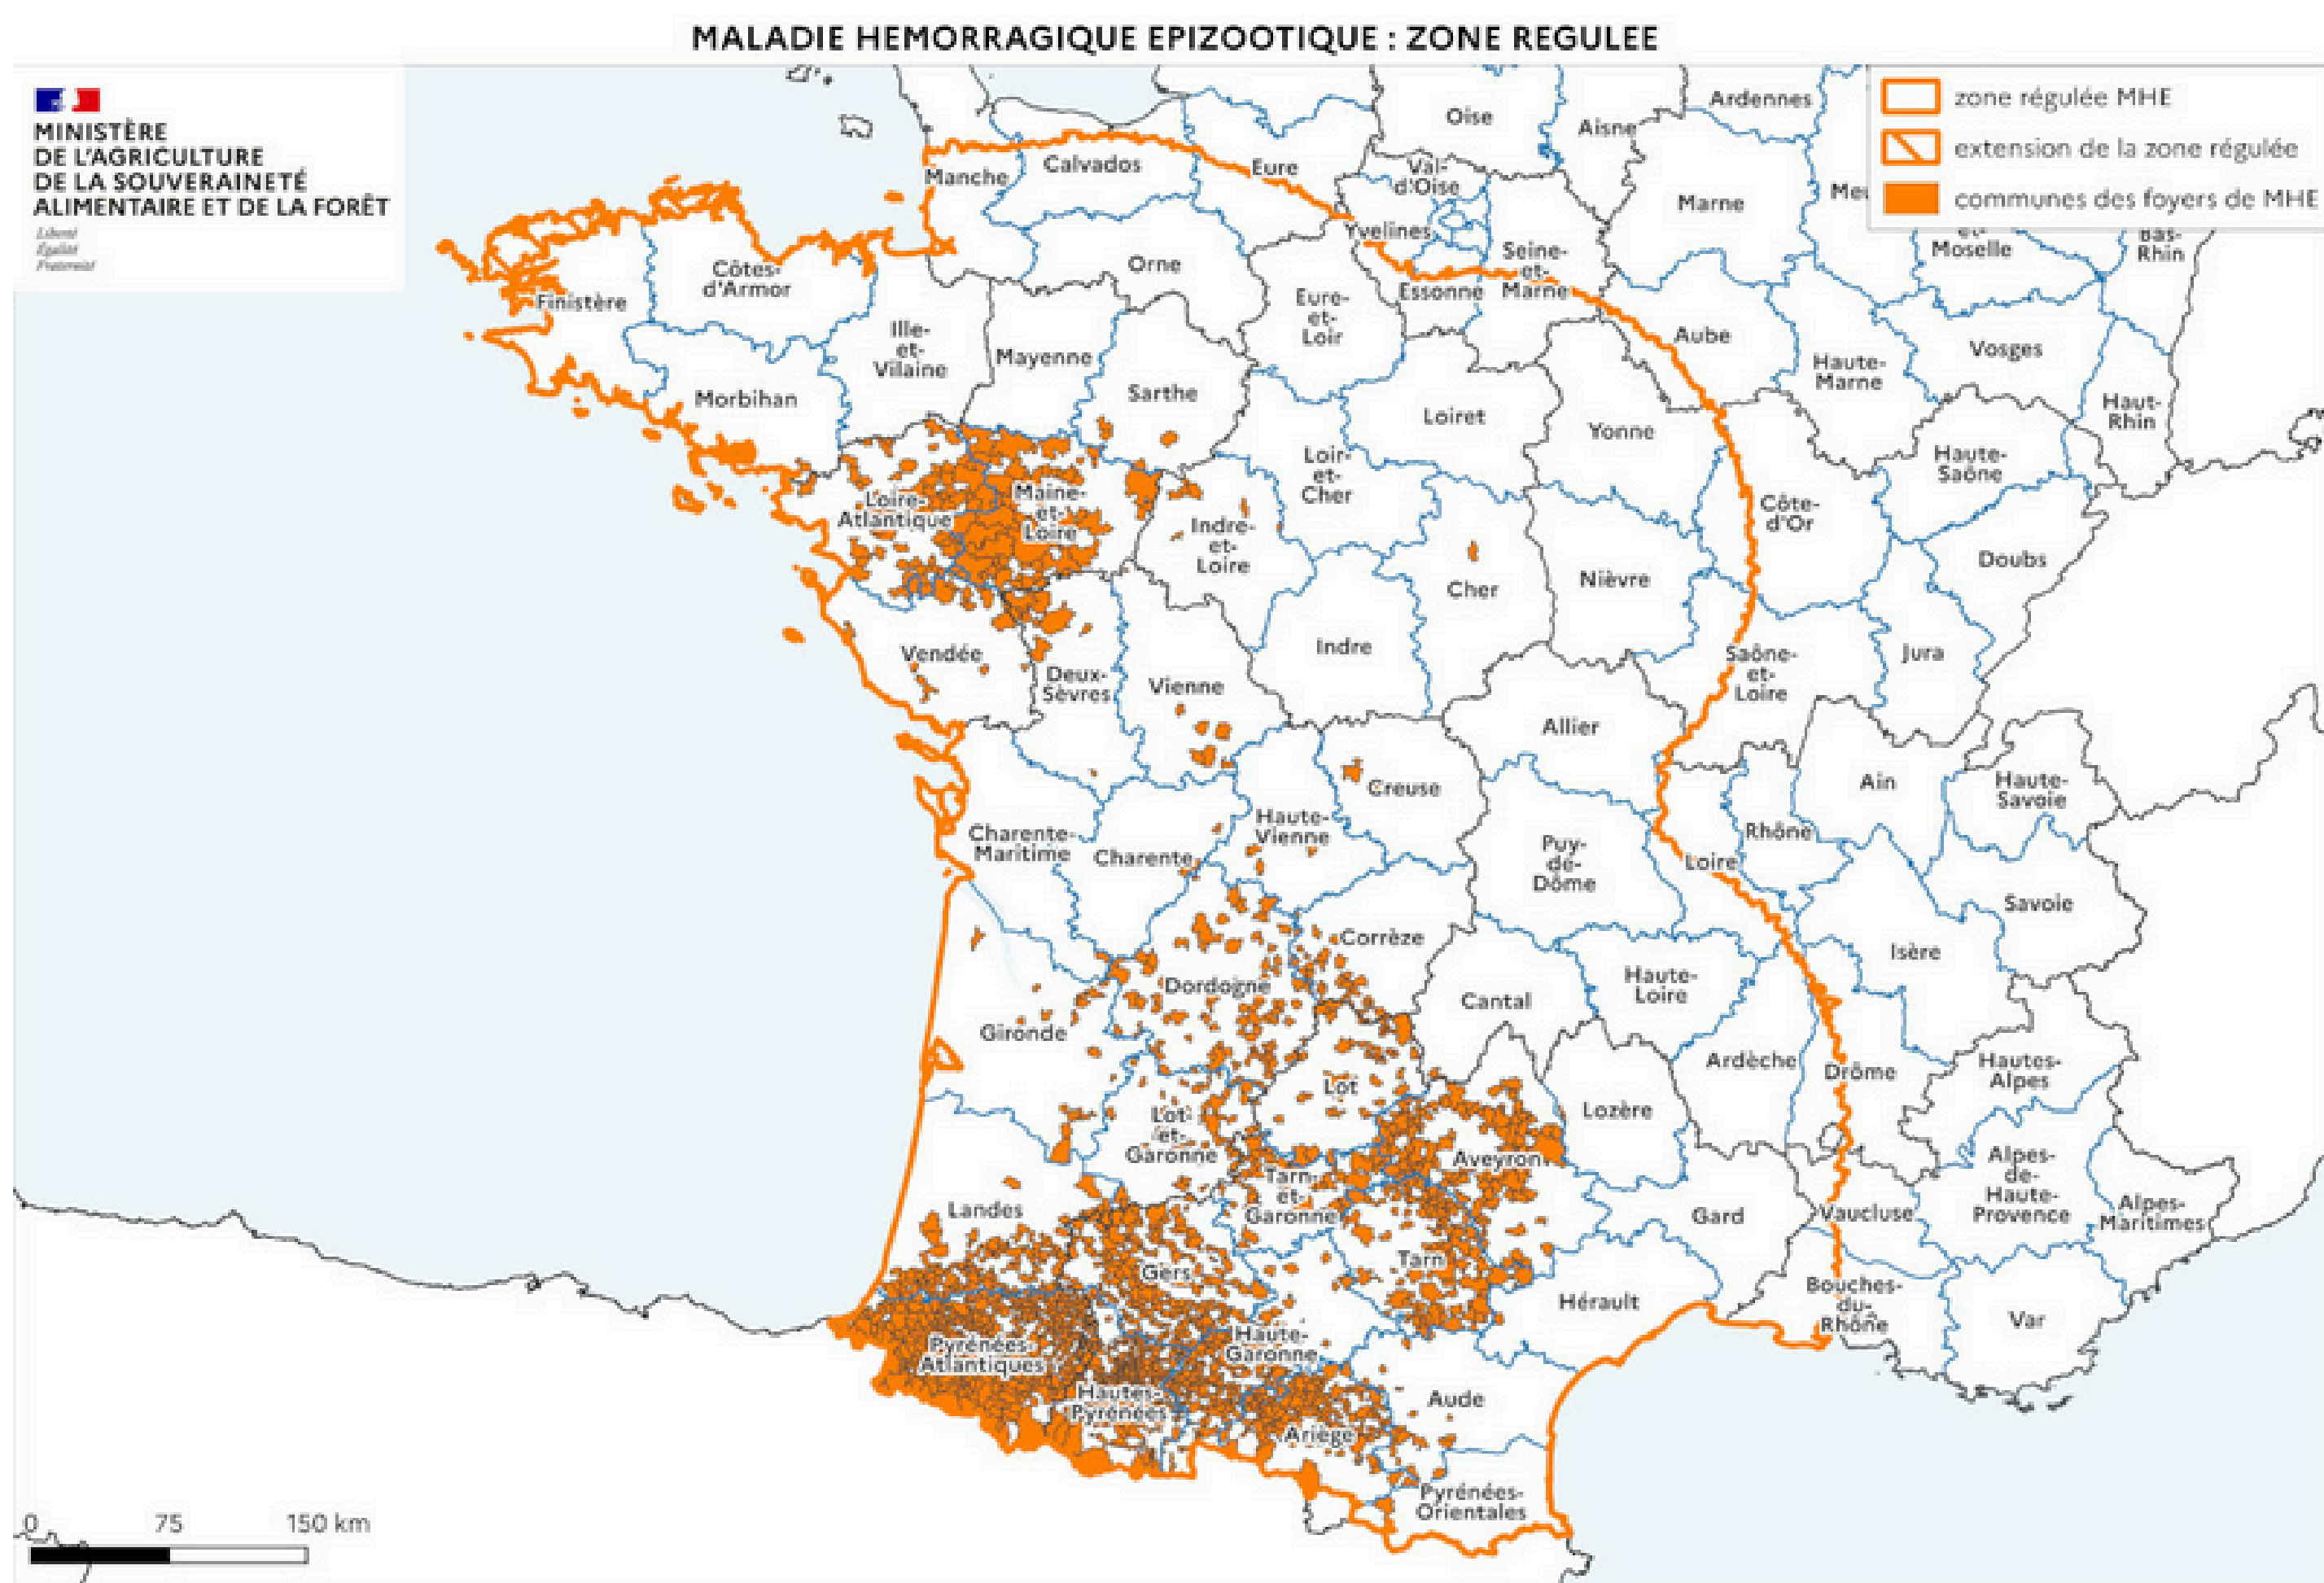 MALADIE HEMORRAGIQUE EPIZOOTIQUE : ZONE REGULEE
MINISTÈRE
DE L'AGRICULTURE
DE LA SOUVERAINETÉ
ALIMENTAIRE ET DE LA FORÊT
Liberté
Égalité
Fraternité
zone régulée MHE
extension de la zone régulée
communes des foyers de MHE
Oise
Aisne
Ardennes
Manche
Calvados
Eure
Val-
d'Oise
Marne
Yvelines
Seine-
et-
Marne
Essonne
et-
Moselle
Bas-
Rhin
Finistère
Côtes-
d'Armor
Orne
Eure-
et-
Loir
Aube
Haute-
Marne
Vosges
Haut-
Rhin
Ille-
et-
Vilaine
Mayenne
Sarthe
Morbihan
Loiret
Yonne
Haute-
Saône
Loir-
et-
Cher
Côte-
d'Or
Loire-
Atlantique
Maine-
et-
Loire
Indre-
et-
Loire
Cher
Nièvre
Doubs
Vendée
Deux-
Sèvres
Vienne
Indre
Saône-
et-
Loire
Jura
Allier
Creuse
Ain
Haute-
Savoie
Charente-
Maritime
Charente
Haute-
Vienne
Puy-
de-
Dôme
Loire
Rhône
Savoie
Corrèze
Isère
Dordogne
Cantal
Haute-
Loire
Gironde
Lot
Ardèche
Drôme
Hautes-
Alpes
Lot-
et-
Garonne
Lozère
Aveyron
Tarn-
et-
Garonne
Alpes-
de-
Haute-
Provence
Alpes-
Maritimes
Landes
Gard
Vaucluse
Gers
Tarn
Hérault
Bouches-
du-
Rhône
Var
Pyrénées-
Atlantiques
Haute-
Garonne
Hautes-
Pyrénées
Aude
Ariège
Pyrénées-
Orientales
0 75 150 km